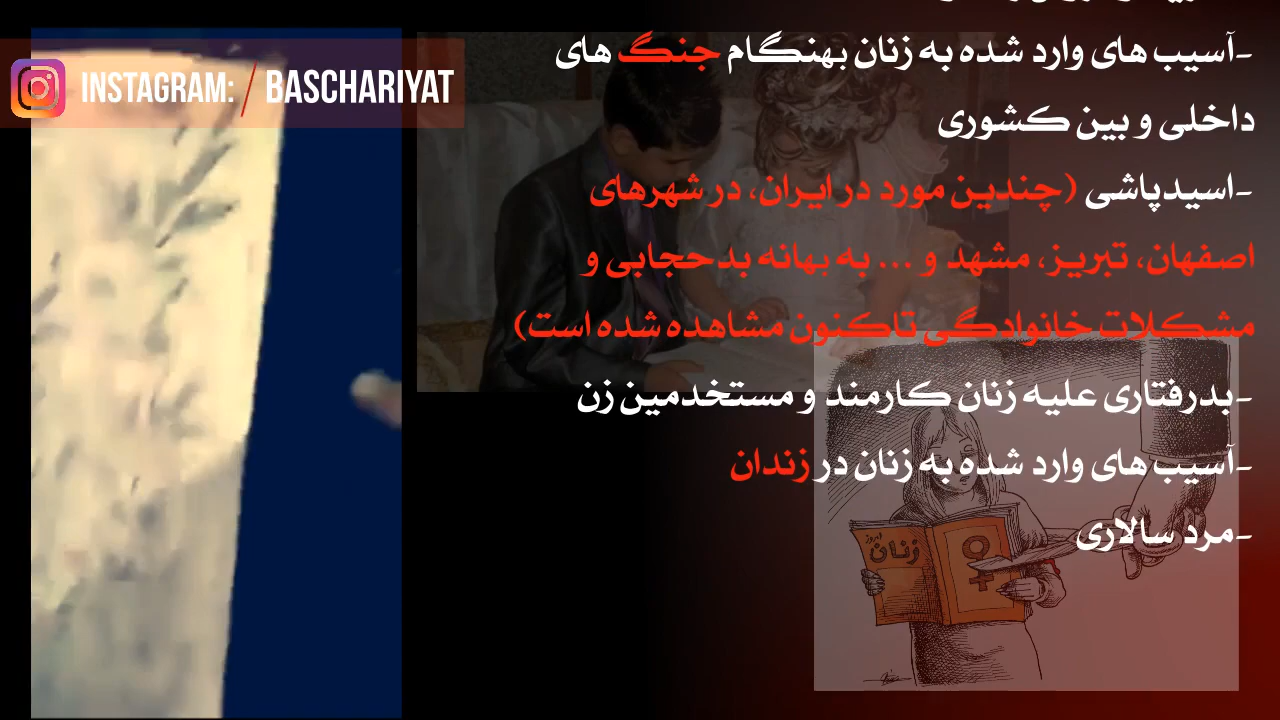 -آسیب های وارد شده به زنان بهنگام جنگ های
داخلی و بین کشوری
-اسیدپاشی (چندین مورد در ایران، در شهرهای
اصفهان، تبریز، مشهد و ... به بهانه بدحجابی و
مشکلات خانوادگی تاکنون مشاهده شده است)
-بدرفتاری علیه زنان کارمند و مستخدمین زن
-آسیب های وارد شده به زنان در زندان
-مرد سالاری
INSTAGRAM: / BASCHARIYAT
زنان
امروز